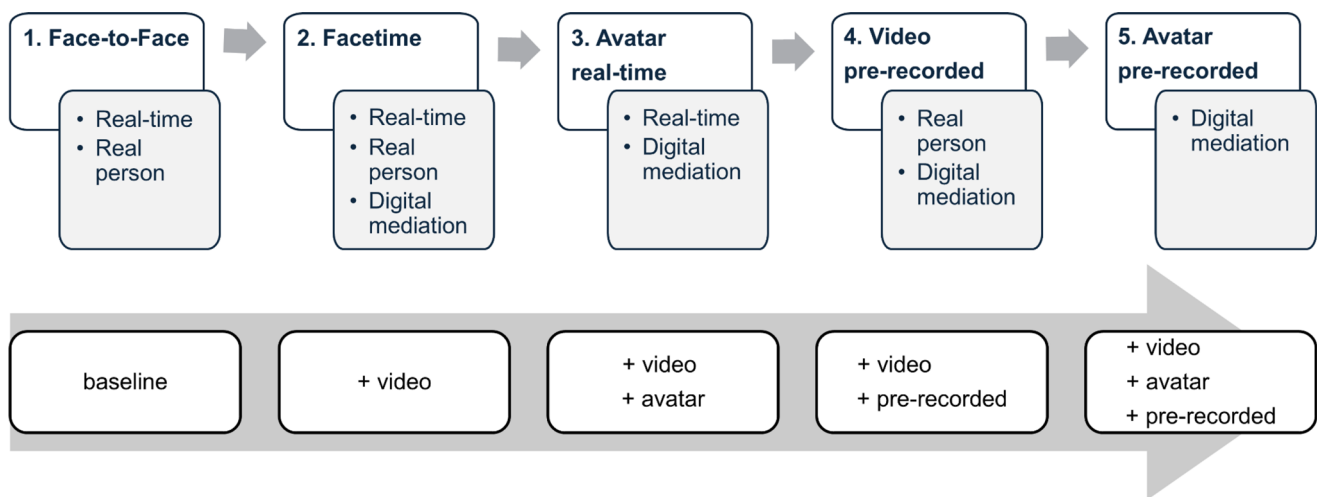 1. Face-to-Face
• Real-time
• Real
person
2. Facetime
• Real-time
• Real
person
• Digital
mediation
3. Avatar
real-time
• Real-time
• Digital
mediation
4. Video
pre-recorded
• Real
person
• Digital
mediation
5. Avatar
pre-recorded
• Digital
mediation
baseline
+ video
+ video
+ avatar
+ video
+ pre-recorded
+ video
+ avatar
+ pre-recorded